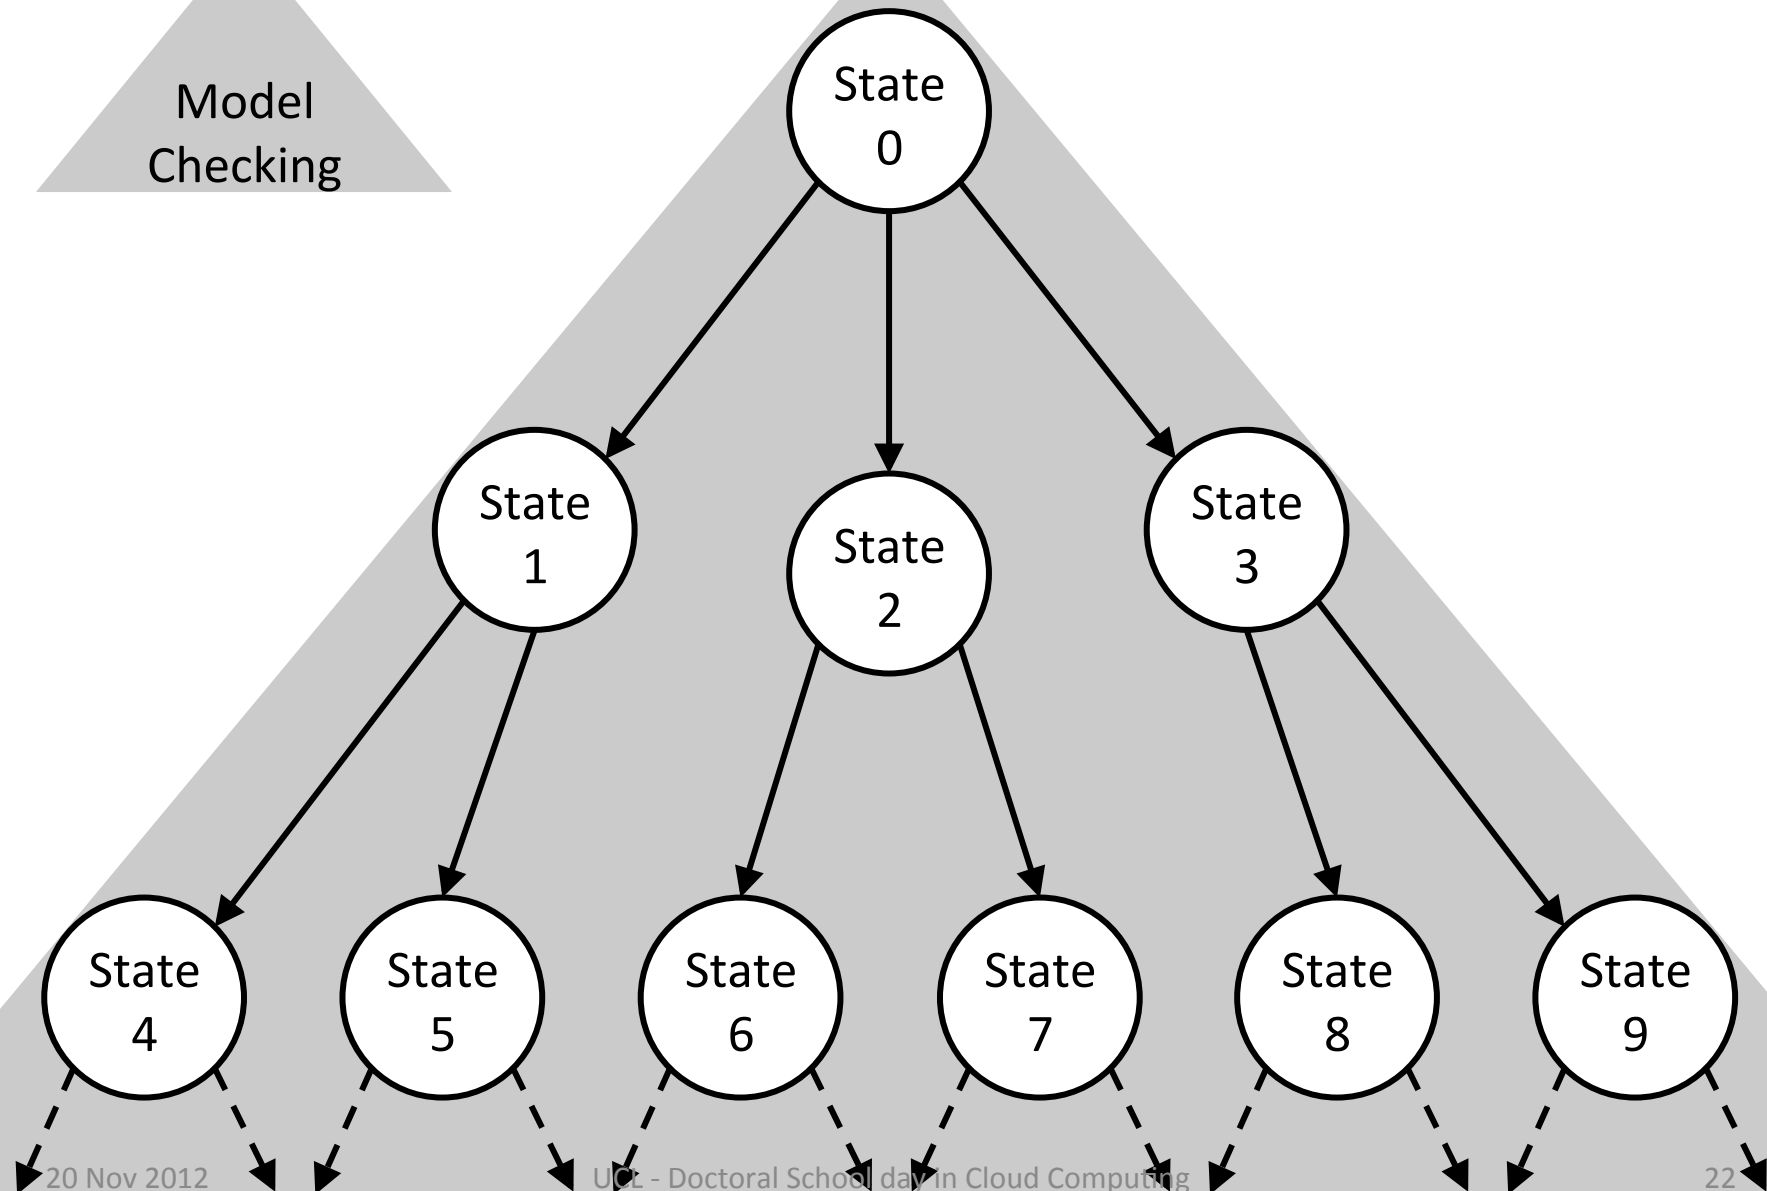 Model
Checking
State
0
State
1
State
2
State
3
State
4
State
5
State
6
State
7
State
8
State
9
20 Nov 2012
UCL - Doctoral School day in Cloud Computing
22